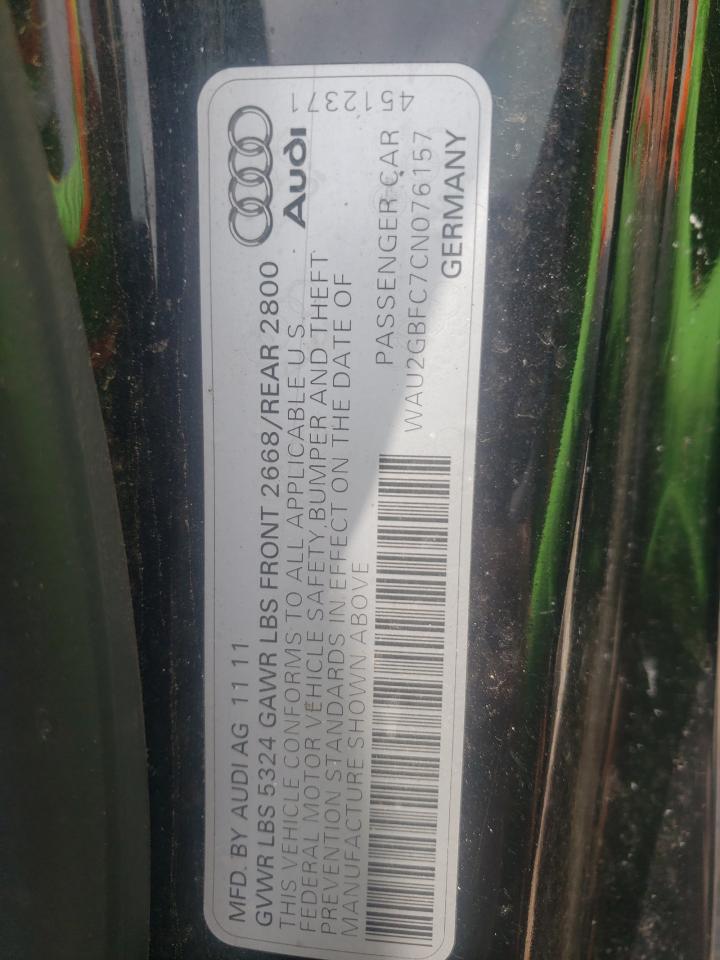 MFD. BY AUDI AG 11 11
GVWR LBS 5324 GAWR LBS FRONT 2668/REAR 2800
THIS VEHICLE CONFORMS TO ALL APPLICABLE U.S.
FEDERAL MOTOR VEHICLE SAFETY, BUMPER AND THEFT
PREVENTION STANDARDS IN EFFECT ON THE DATE OF
MANUFACTURE SHOWN ABOVE
Audi
PASSENGER CAR
WAU2GBFC7CN076157
GERMANY
4512371